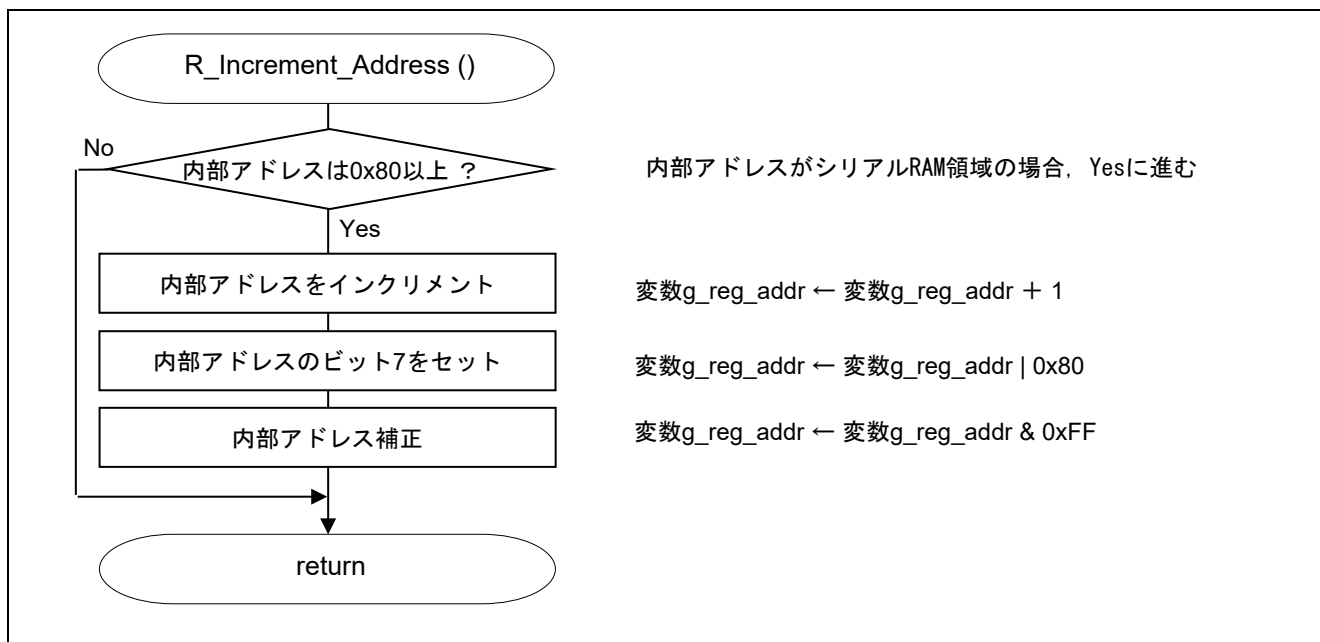 R_Increment_Address ()
No
内部アドレスは0x80以上 ？
内部アドレスがシリアルRAM領域の場合，Yesに進む
Yes
内部アドレスをインクリメント
変数g_reg_addr ← 変数g_reg_addr ＋ 1
内部アドレスのビット7をセット
変数g_reg_addr ← 変数g_reg_addr | 0x80
内部アドレス補正
変数g_reg_addr ← 変数g_reg_addr & 0xFF
return